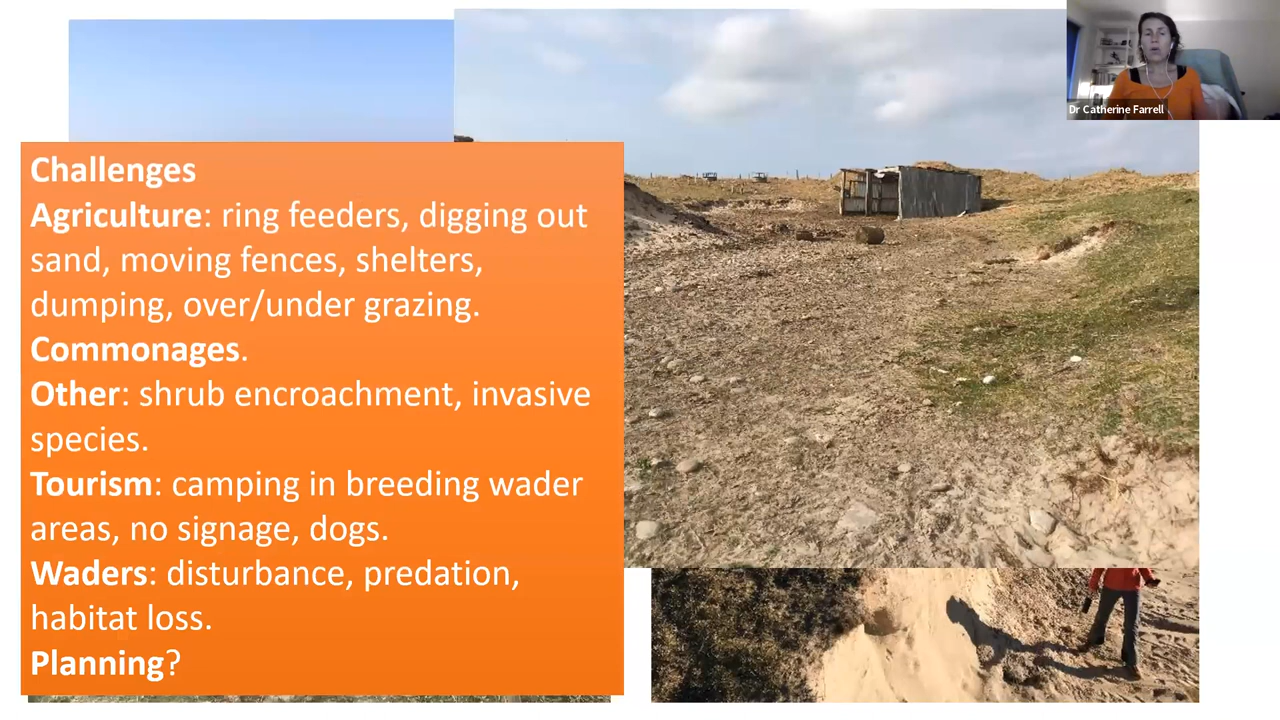 Dr Catherine Farrell
Challenges
Agriculture: ring feeders, digging out
sand, moving fences, shelters,
dumping, over/under grazing.
Commonages.
Other: shrub encroachment, invasive
species.
Tourism: camping in breeding wader
areas, no signage, dogs.
Waders: disturbance, predation,
habitat loss.
Planning?